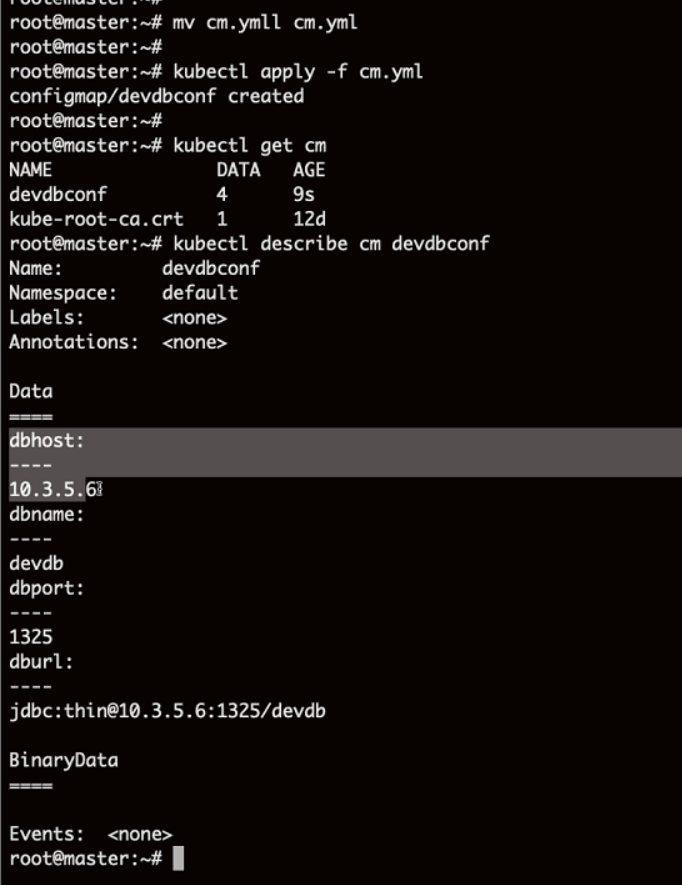 root@master:~# mv cm.ymll cm.yml
root@master:~#
root@master:~# kubectl apply -f cm.yml
configmap/devdbconf created
root@master:~#
root@master:~# kubectl get cm
NAME DATA AGE
devdbconf 4 9s
kube-root-ca.crt 1 12d
root@master:~# kubectl describe cm devdbconf
Name: devdbconf
Namespace: default
Labels: <none>
Annotations: <none>

Data
====
dbhost:
----
10.3.5.6
dbname:
----
devdb
dbport:
----
1325
dburl:
----
jdbc:thin@10.3.5.6:1325/devdb

BinaryData
====

Events: <none>
root@master:~#